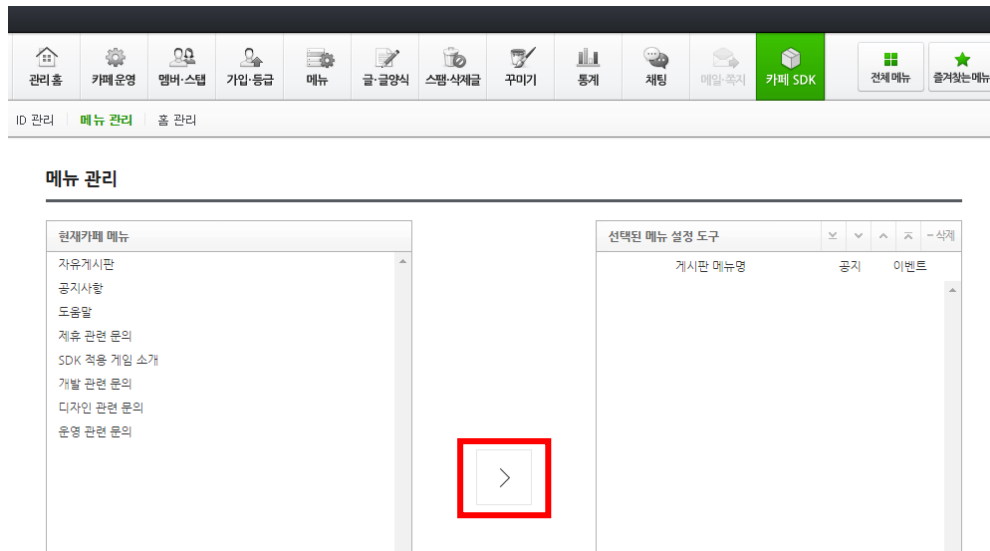 관리홈 카페운영 멤버·스탭 가입·등급 메뉴 글·글양식 스팸·삭제글 꾸미기 통계 채팅 메일·쪽지 카페 SDK 전체메뉴 즐겨찾는메뉴
ID 관리 메뉴 관리 홈 관리
메뉴 관리
현재카페 메뉴
자유게시판
공지사항
도움말
제휴 관련 문의
SDK 적용 게임 소개
개발 관련 문의
디자인 관련 문의
운영 관련 문의
선택된 메뉴 설정 도구 삭제
게시판 메뉴명 공지 이벤트